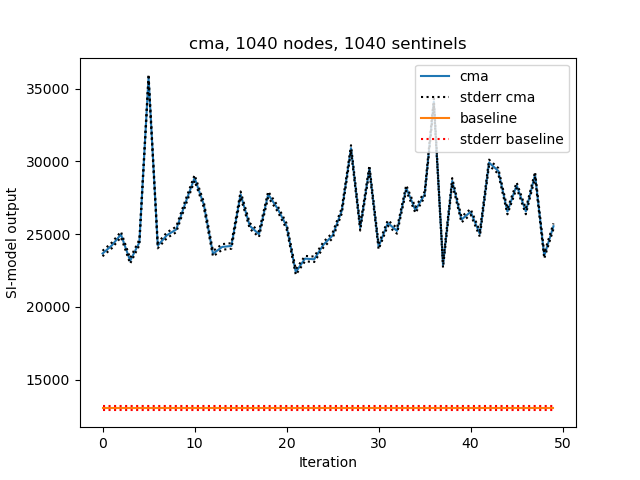 cma, 1040 nodes, 1040 sentinels
cma
stderr cma
baseline
stderr baseline
SI-model output
35000
30000
25000
20000
15000
0 10 20 30 40 50
Iteration